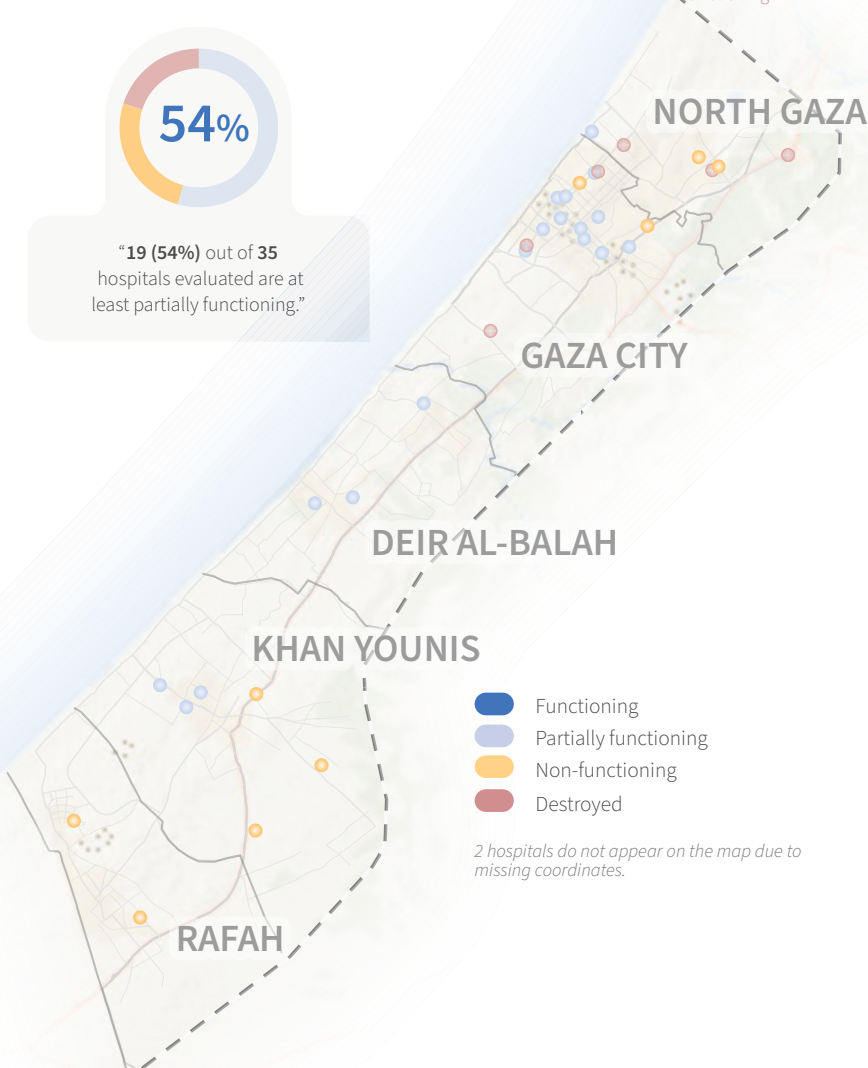 NORTH GAZA
54%
“19 (54%) out of 35
hospitals evaluated are at
least partially functioning.”
GAZA CITY
DEIR AL-BALAH
KHAN YOUNIS
Functioning
Partially functioning
Non-functioning
Destroyed
2 hospitals do not appear on the map due to
missing coordinates.
RAFAH